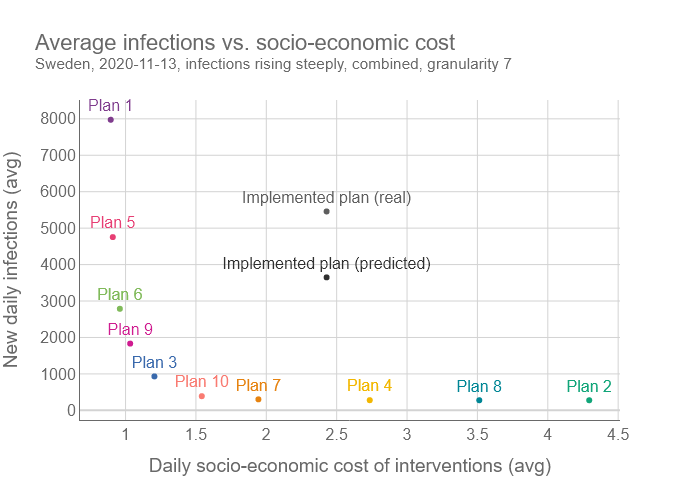 Average infections vs. socio-economic cost
Sweden, 2020-11-13, infections rising steeply, combined, granularity 7
New daily infections (avg)
8000
7000
6000
5000
4000
3000
2000
1000
0
Plan 1
Implemented plan (real)
Plan 5
Implemented plan (predicted)
Plan 6
Plan 9
Plan 3
Plan 10
Plan 7
Plan 4
Plan 8
Plan 2
1
1.5
2
2.5
3
3.5
4
4.5
Daily socio-economic cost of interventions (avg)